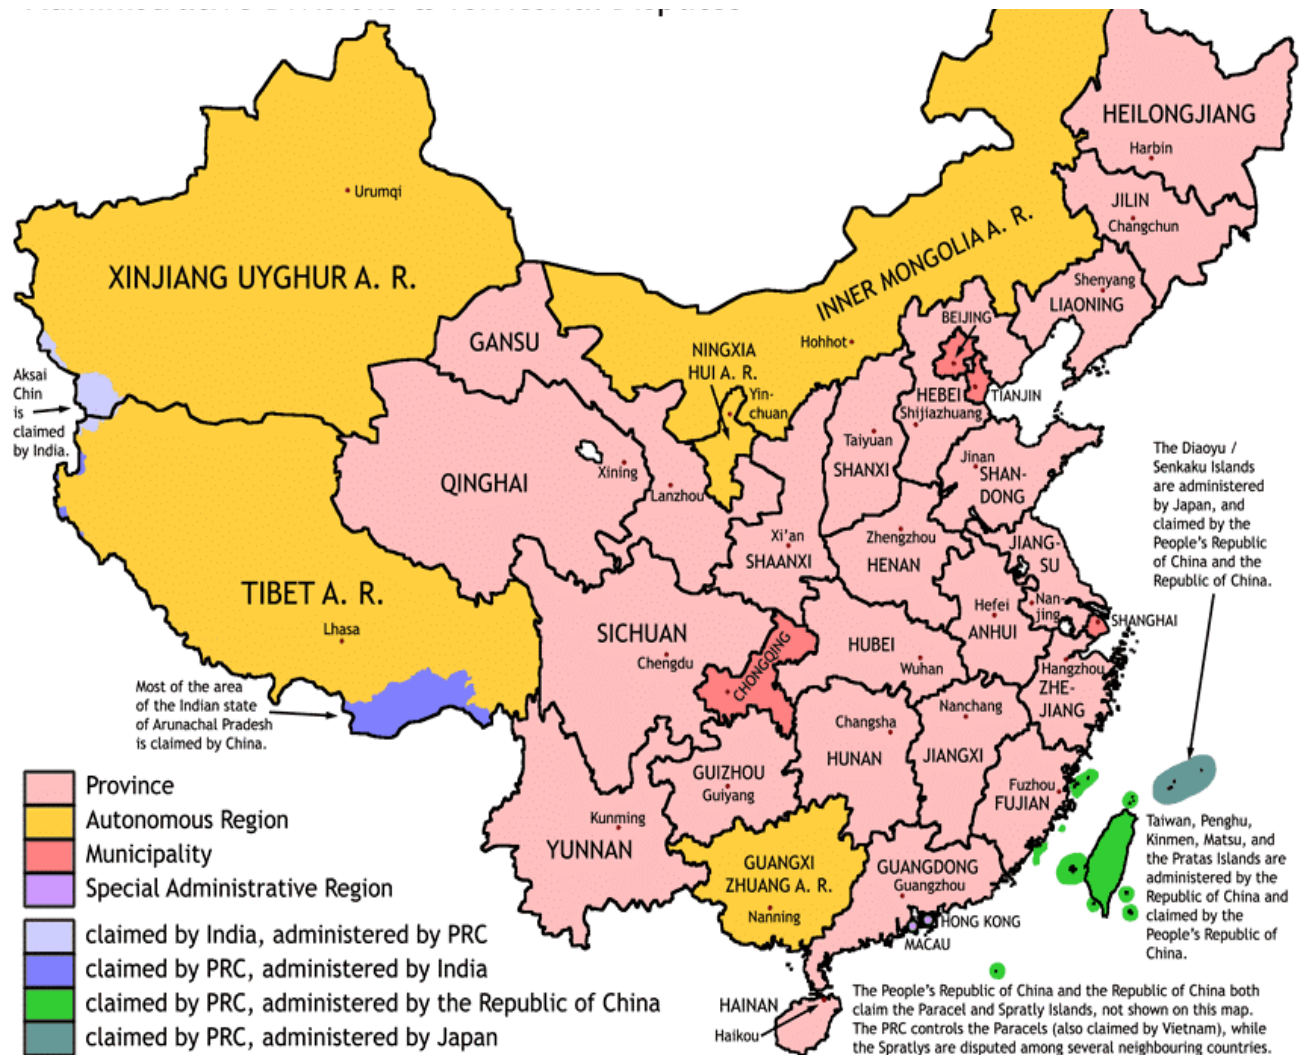 Administrative Divisions & Territorial Disputes
HEILONGJIANG
Harbin
JILIN
Changchun
Urumqi
XINJIANG UYGHUR A. R.
INNER MONGOLIA A. R.
Shenyang
LIAONING
BEIJING
GANSU
Hohhot
NINGXIA
HUI A. R.
Yin-
chuan
HEBEI
TIANJIN
Shijiazhuang
Aksai
Chin
is
claimed
by India.
Taiyuan
SHANXI
Jinan
SHAN-
DONG
QINGHAI
Xining
Lanzhou
The Diaoyu /
Senkaku Islands
are administered
by Japan, and
claimed by the
People's Republic
of China and the
Republic of China.
Xi'an
SHAANXI
Zhengzhou
HENAN
JIANG-
SU
TIBET A. R.
Lhasa
SICHUAN
Chengdu
CHONGQING
HUBEI
Wuhan
Hefei
ANHUI
Nan-
jing
SHANGHAI
Hangzhou
ZHE-
JIANG
Most of the area
of the Indian state
of Arunachal Pradesh
is claimed by China.
Changsha
HUNAN
Nanchang
JIANGXI
GUIZHOU
Guiyang
Fuzhou
FUJIAN
Kunming
YUNNAN
GUANGXI
ZHUANG A. R.
Nanning
GUANGDONG
Guangzhou
HONG KONG
MACAU
HAINAN
Haikou
Taiwan, Penghu,
Kinmen, Matsu, and
the Pratas Islands are
administered by the
Republic of China and
claimed by the
People's Republic of
China.
Province
Autonomous Region
Municipality
Special Administrative Region
claimed by India, administered by PRC
claimed by PRC, administered by India
claimed by PRC, administered by the Republic of China
claimed by PRC, administered by Japan
The People's Republic of China and the Republic of China both
claim the Paracel and Spratly Islands, not shown on this map.
The PRC controls the Paracels (also claimed by Vietnam), while
the Spratlys are disputed among several neighbouring countries.